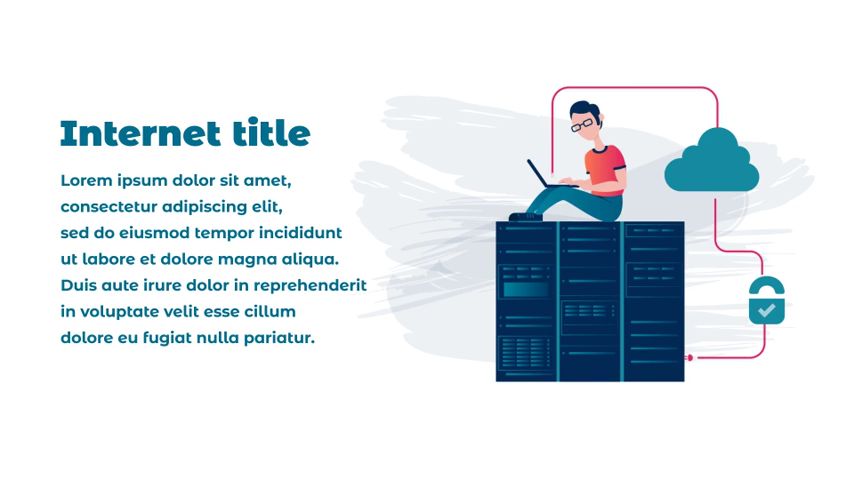 Internet title
Lorem ipsum dolor sit amet,
consectetur adipiscing elit,
sed do eiusmod tempor incididunt
ut labore et dolore magna aliqua.
Duis aute irure dolor in reprehenderit
in voluptate velit esse cillum
dolore eu fugiat nulla pariatur.